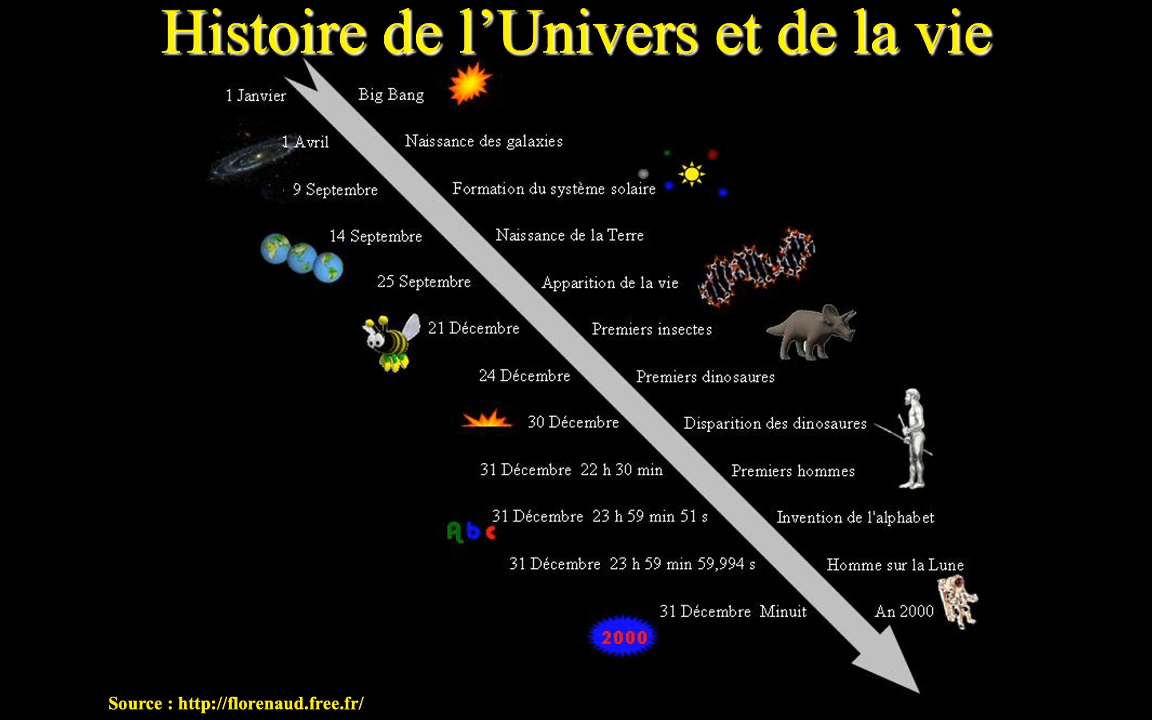 Histoire de l’Univers et de la vie
1 Janvier Big Bang
1 Avril Naissance des galaxies
9 Septembre Formation du système solaire
14 Septembre Naissance de la Terre
25 Septembre Apparition de la vie
21 Décembre Premiers insectes
24 Décembre Premiers dinosaures
30 Décembre Disparition des dinosaures
31 Décembre 22 h 30 min Premiers hommes
31 Décembre 23 h 59 min 51 s Invention de l'alphabet
Abc
31 Décembre 23 h 59 min 59,994 s Homme sur la Lune
31 Décembre Minuit An 2000
2000
Source : http://florenaud.free.fr/